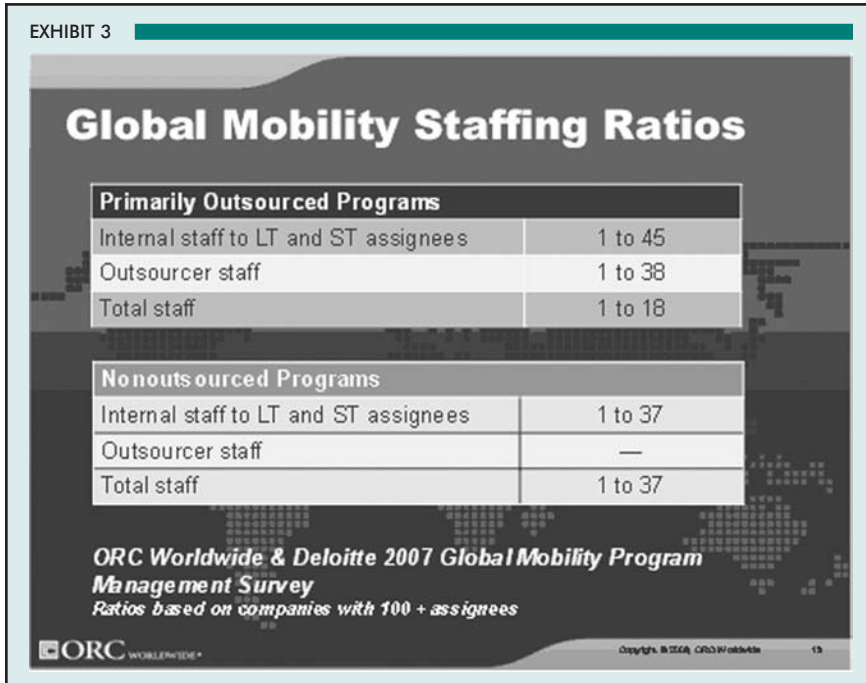 EXHIBIT 3
Global Mobility Staffing Ratios
Primarily Outsourced Programs
Internal staff to LT and ST assignees 1 to 45
Outsourcer staff 1 to 38
Total staff 1 to 18
Nonoutsourced Programs
Internal staff to LT and ST assignees 1 to 37
Outsourcer staff —
Total staff 1 to 37
ORC Worldwide & Deloitte 2007 Global Mobility Program
Management Survey
Ratios based on companies with 100 + assignees
ORC WORLDWIDE
Copyright, ORC Worldwide